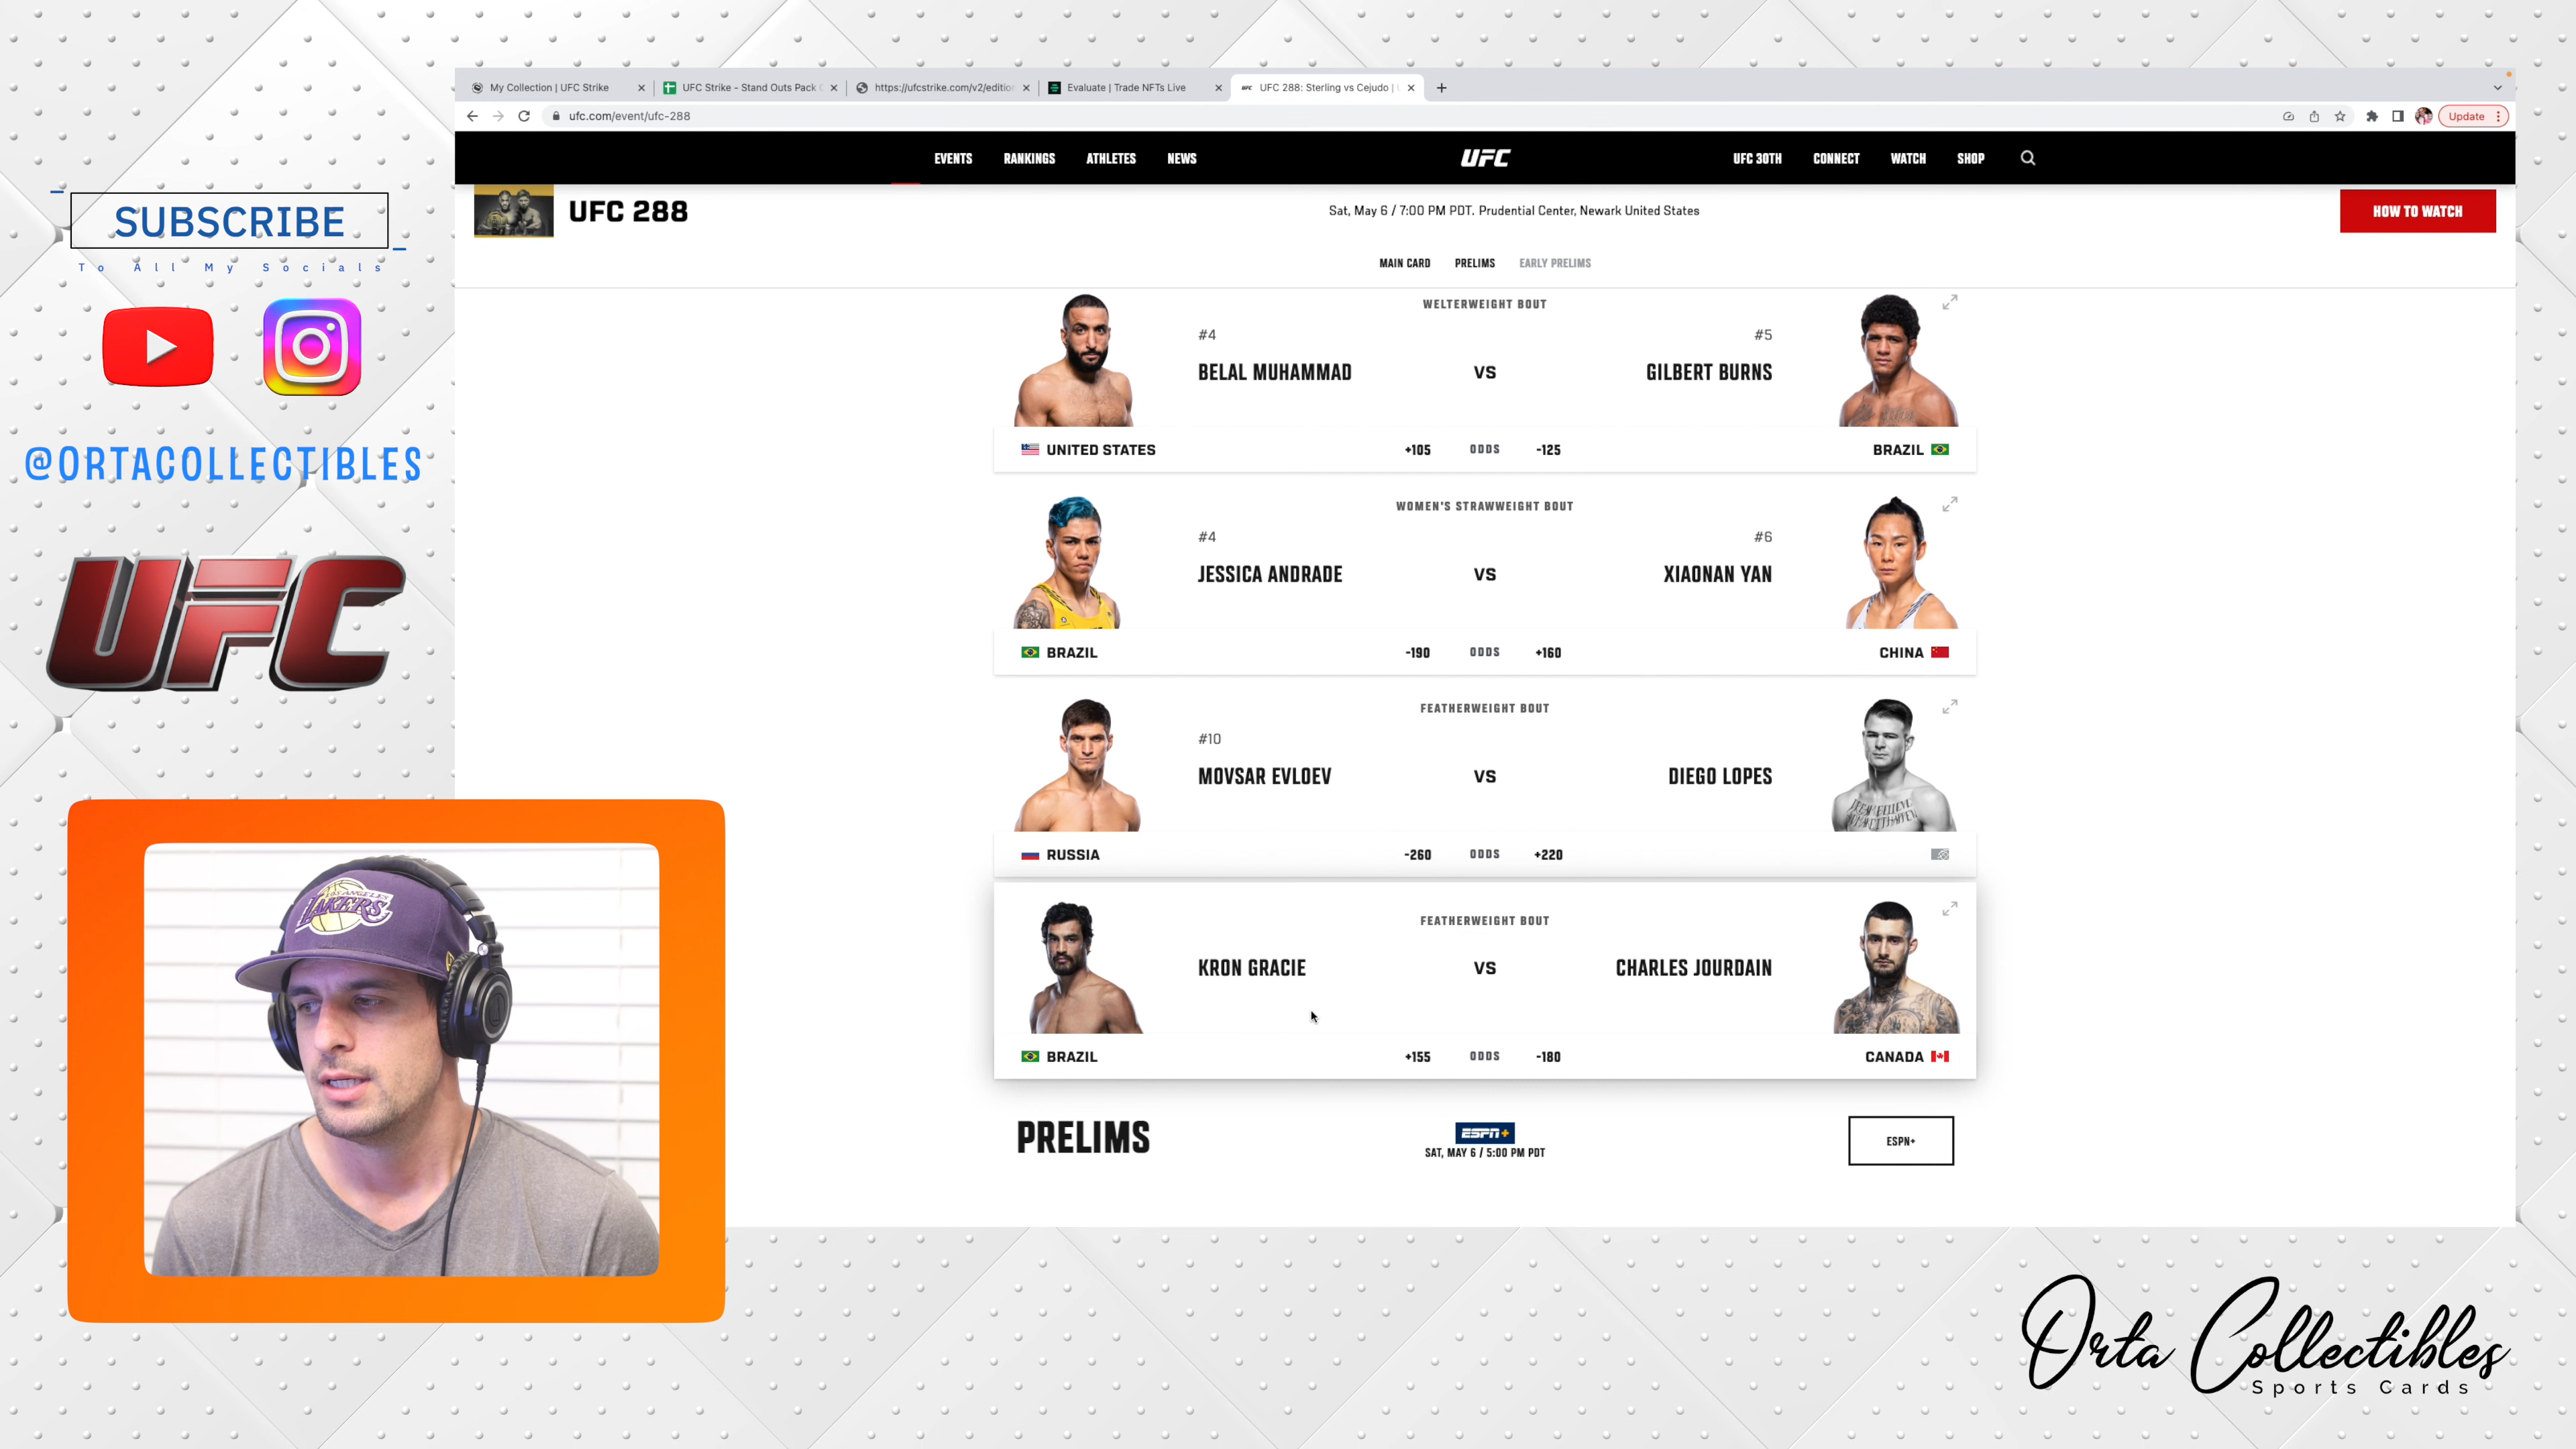 My Collection | UFC Strike
UFC Strike - Stand Outs Pack
https://ufcstrike.com/v2/edition
Evaluate | Trade NFTs Live
UFC 288: Sterling vs Cejudo |
ufc.com/event/ufc-288
Update
EVENTS RANKINGS ATHLETES NEWS UFC UFC 30TH CONNECT WATCH SHOP
UFC 288
Sat, May 6 / 7:00 PM PDT. Prudential Center, Newark United States
HOW TO WATCH
MAIN CARD PRELIMS EARLY PRELIMS
SUBSCRIBE
To All My Socials
@ORTACOLLECTIBLES
UFC
WELTERWEIGHT BOUT
#4 #5
BELAL MUHAMMAD VS GILBERT BURNS
UNITED STATES +105 ODDS -125 BRAZIL
WOMEN'S STRAWWEIGHT BOUT
#4 #6
JESSICA ANDRADE VS XIAONAN YAN
BRAZIL -190 ODDS +160 CHINA
FEATHERWEIGHT BOUT
#10
MOVSAR EVLOEV VS DIEGO LOPES
RUSSIA -260 ODDS +220
FEATHERWEIGHT BOUT
KRON GRACIE VS CHARLES JOURDAIN
BRAZIL +155 ODDS -180 CANADA
PRELIMS
ESPN+
SAT, MAY 6 / 5:00 PM PDT
ESPN+
LOS ANGELES
LAKERS
Orta Collectibles
Sports Cards